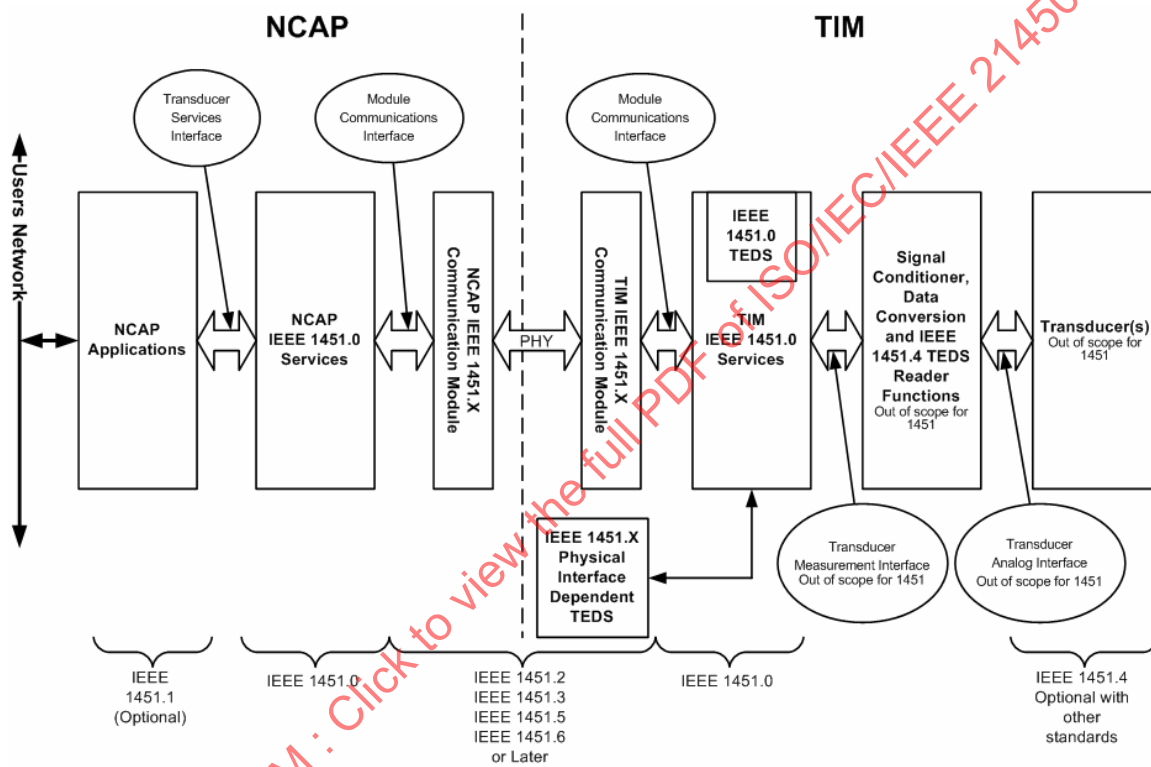 NCAP
TIM
Transducer
Services
Interface
Module
Communications
Interface
Module
Communications
Interface
Users Network
NCAP
Applications
NCAP
IEEE 1451.0
Services
NCAP IEEE 1451.X
Communication Module
PHY
TIM IEEE 1451.X
Communication Module
IEEE
1451.0
TEDS
TIM
IEEE 1451.0
Services
Signal
Conditioner,
Data
Conversion
and IEEE
1451.4 TEDS
Reader
Functions
Out of scope for
1451
Transducer(s)
Out of scope for
1451
IEEE 1451.X
Physical
Interface
Dependent
TEDS
Transducer
Measurement Interface
Out of scope for 1451
Transducer
Analog Interface
Out of scope for 1451
IEEE
1451.1
(Optional)
IEEE 1451.0
IEEE 1451.2
IEEE 1451.3
IEEE 1451.5
IEEE 1451.6
or Later
IEEE 1451.0
IEEE 1451.4
Optional with
other
standards
M : Click to view the full PDF of ISO/IEC/IEEE 21450